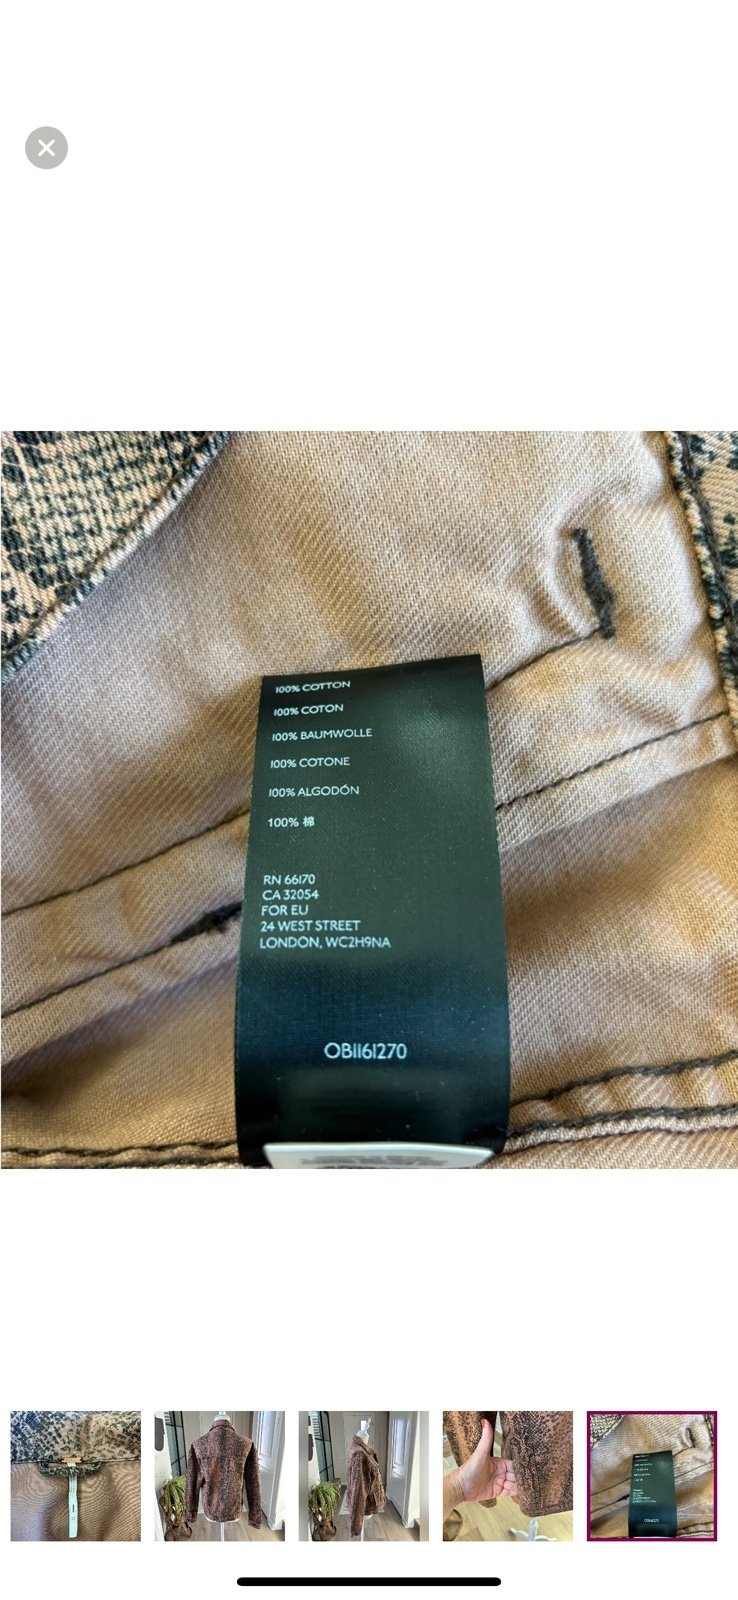 100% COTTON
100% COTON
100% BAUMWOLLE
100% COTONE
100% ALGODÓN
100% 棉
RN 66170
CA 32054
FOR EU
24 WEST STREET
LONDON, WC2H9NA
OB1161270